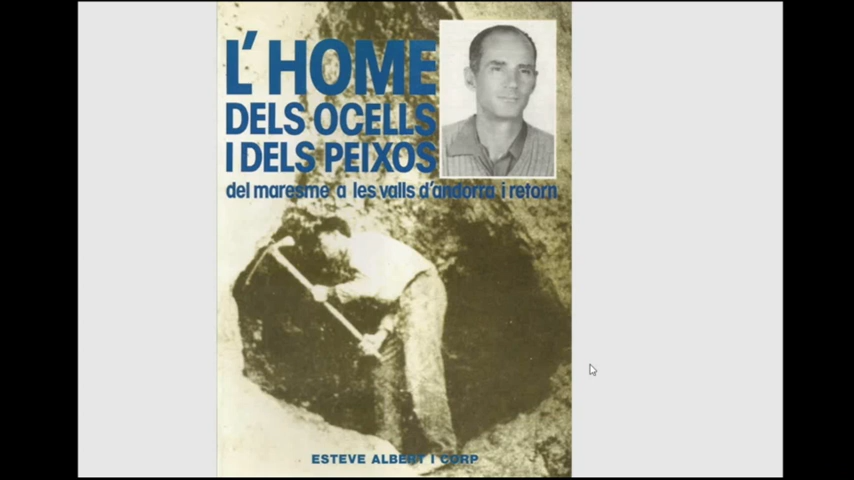 L'HOME
DELS OCELLS
I DELS PEIXOS
del maresme a les valls d'andorra i retorn
ESTEVE ALBERT I CORP